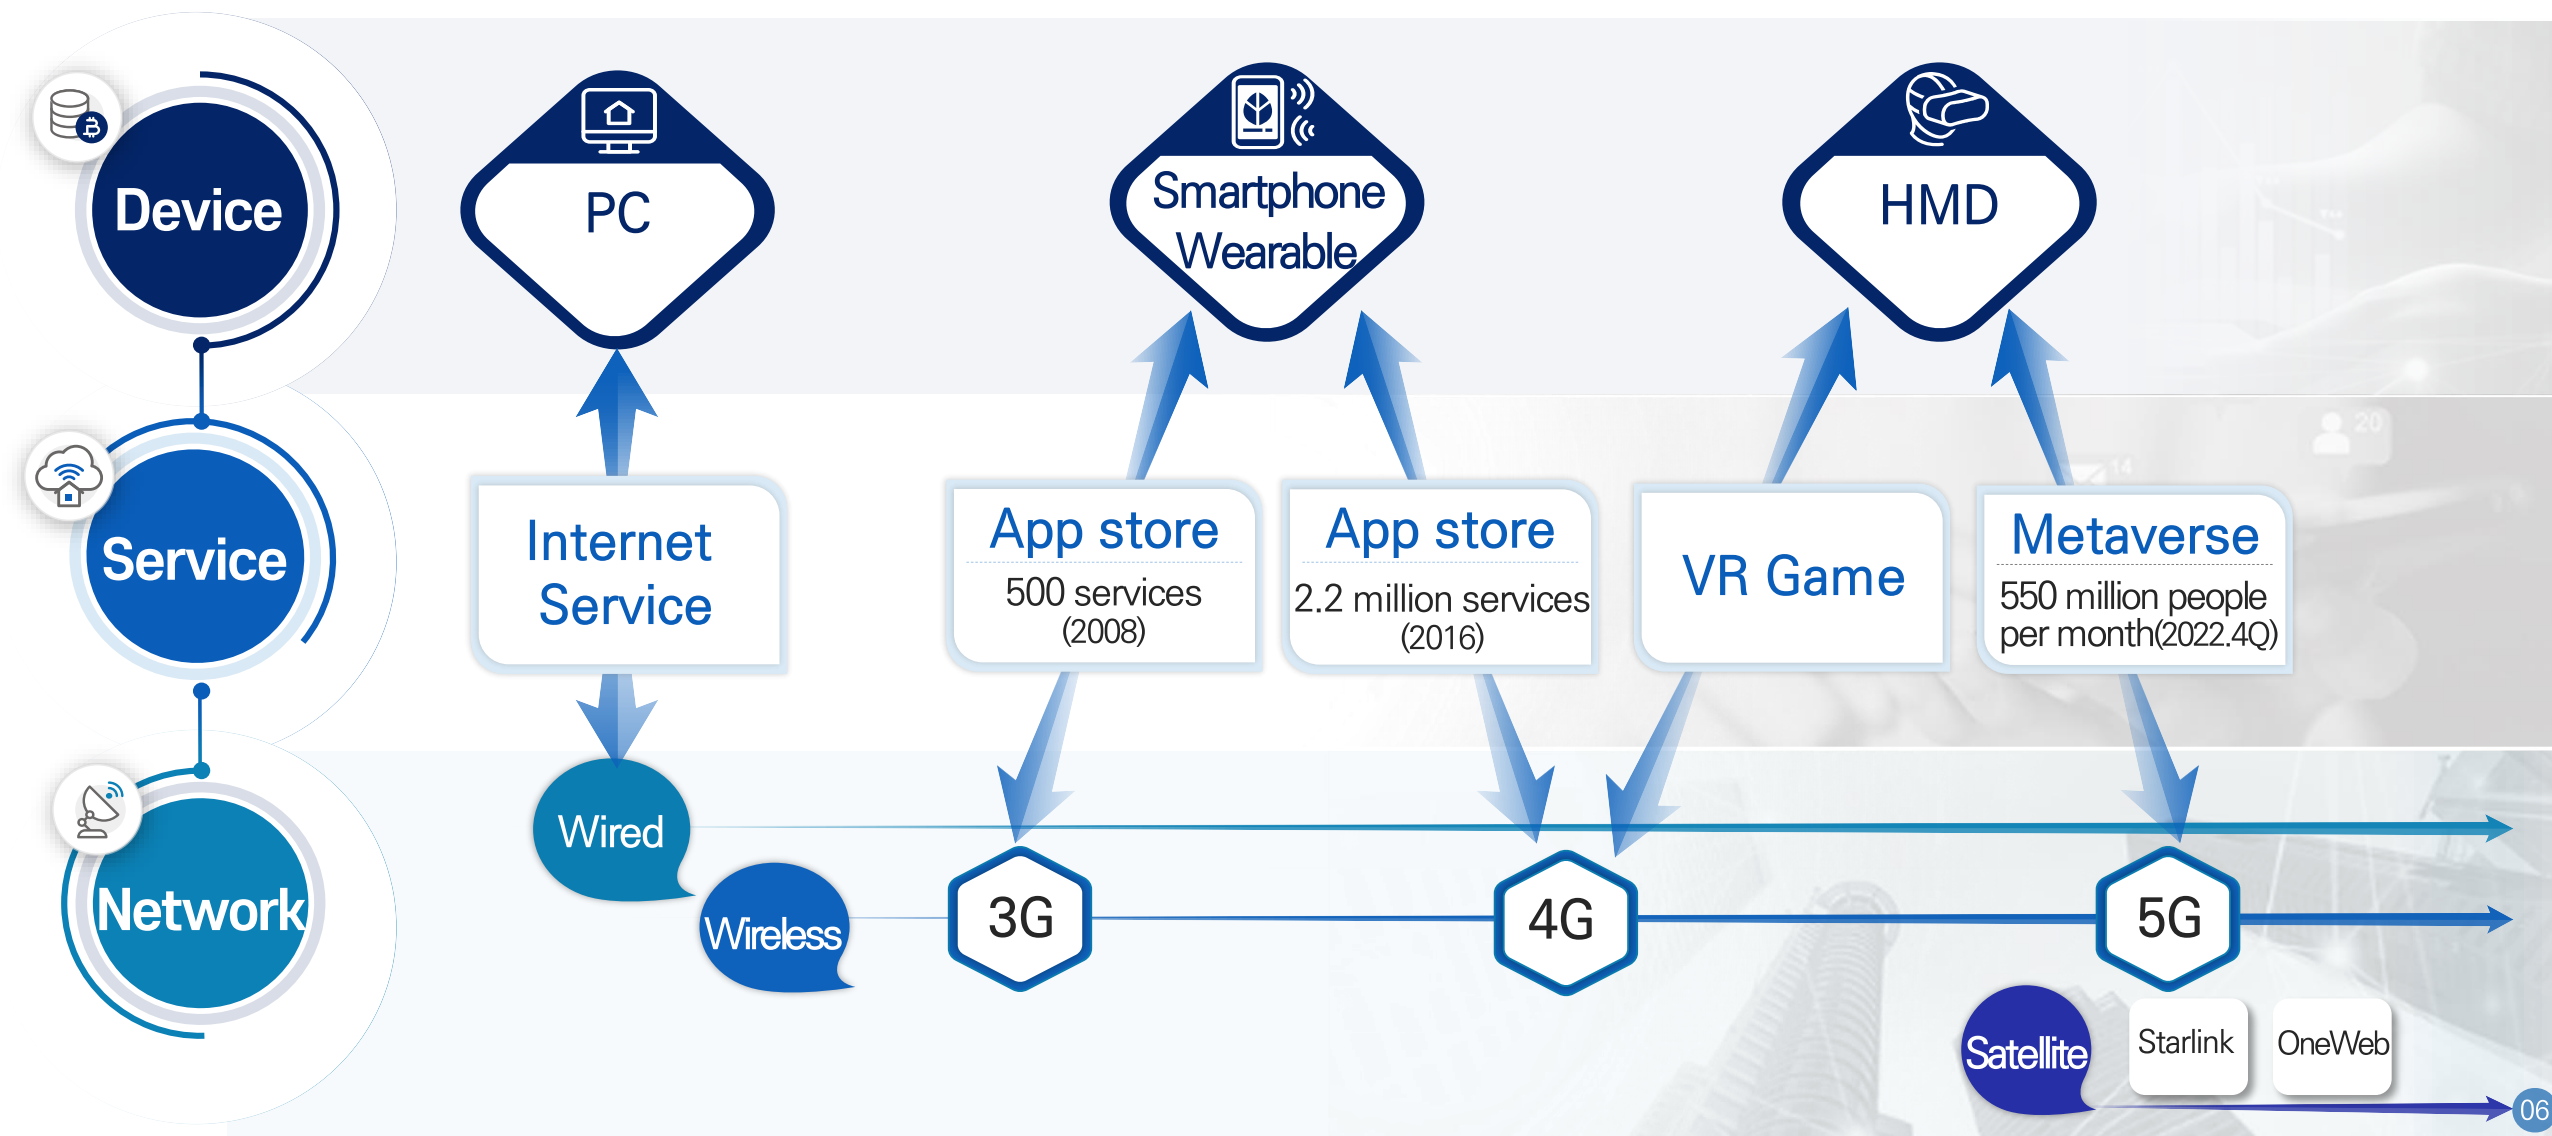 Device
PC
Smartphone
Wearable
HMD
Service
Internet
Service
App store
500 services
(2008)
App store
2.2 million services
(2016)
VR Game
Metaverse
550 million people
per month(2022.4Q)
20
14
Network
Wired
Wireless
3G
4G
5G
Satellite
Starlink
OneWeb
06